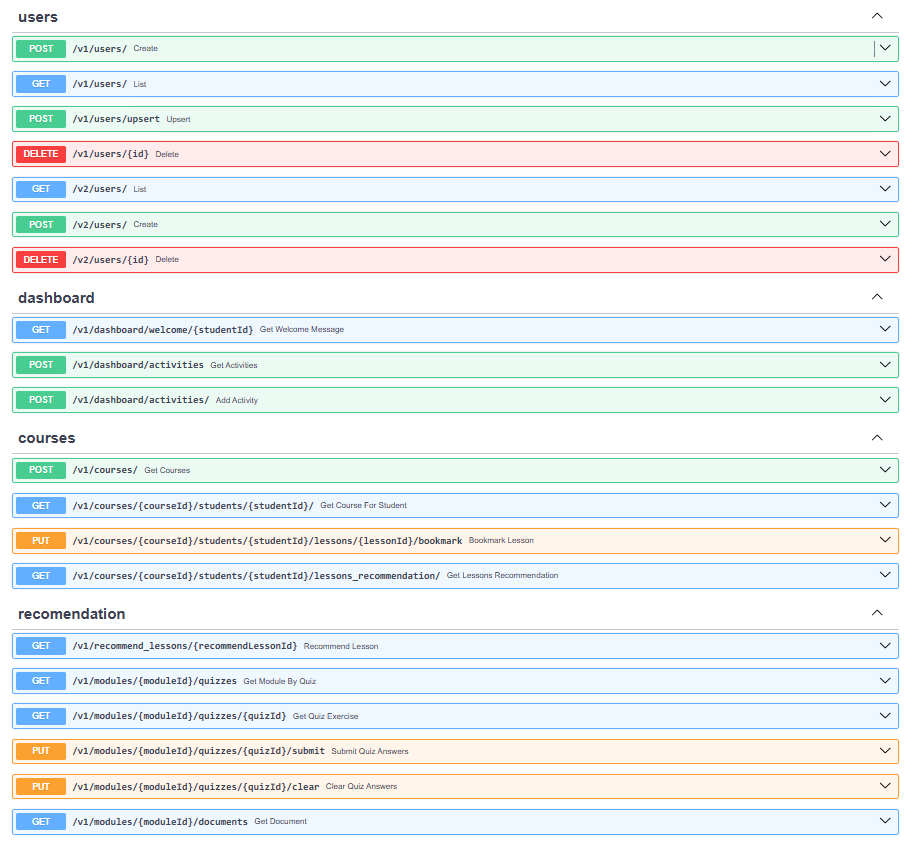 users
POST /v1/users/ Create
GET /v1/users/ List
POST /v1/users/upsert Upsert
DELETE /v1/users/{id} Delete
GET /v2/users/ List
POST /v2/users/ Create
DELETE /v2/users/{id} Delete
dashboard
GET /v1/dashboard/welcome/{studentId} Get Welcome Message
POST /v1/dashboard/activities Get Activities
POST /v1/dashboard/activities/ Add Activity
courses
POST /v1/courses/ Get Courses
GET /v1/courses/{courseId}/students/{studentId}/ Get Course For Student
PUT /v1/courses/{courseId}/students/{studentId}/lessons/{lessonId}/bookmark Bookmark Lesson
GET /v1/courses/{courseId}/students/{studentId}/lessons_recommendation/ Get Lessons Recommendation
recomendation
GET /v1/recommend_lessons/{recommendLessonId} Recommend Lesson
GET /v1/modules/{moduleId}/quizzes Get Module By Quiz
GET /v1/modules/{moduleId}/quizzes/{quizId} Get Quiz Exercise
PUT /v1/modules/{moduleId}/quizzes/{quizId}/submit Submit Quiz Answers
PUT /v1/modules/{moduleId}/quizzes/{quizId}/clear Clear Quiz Answers
GET /v1/modules/{moduleId}/documents Get Document